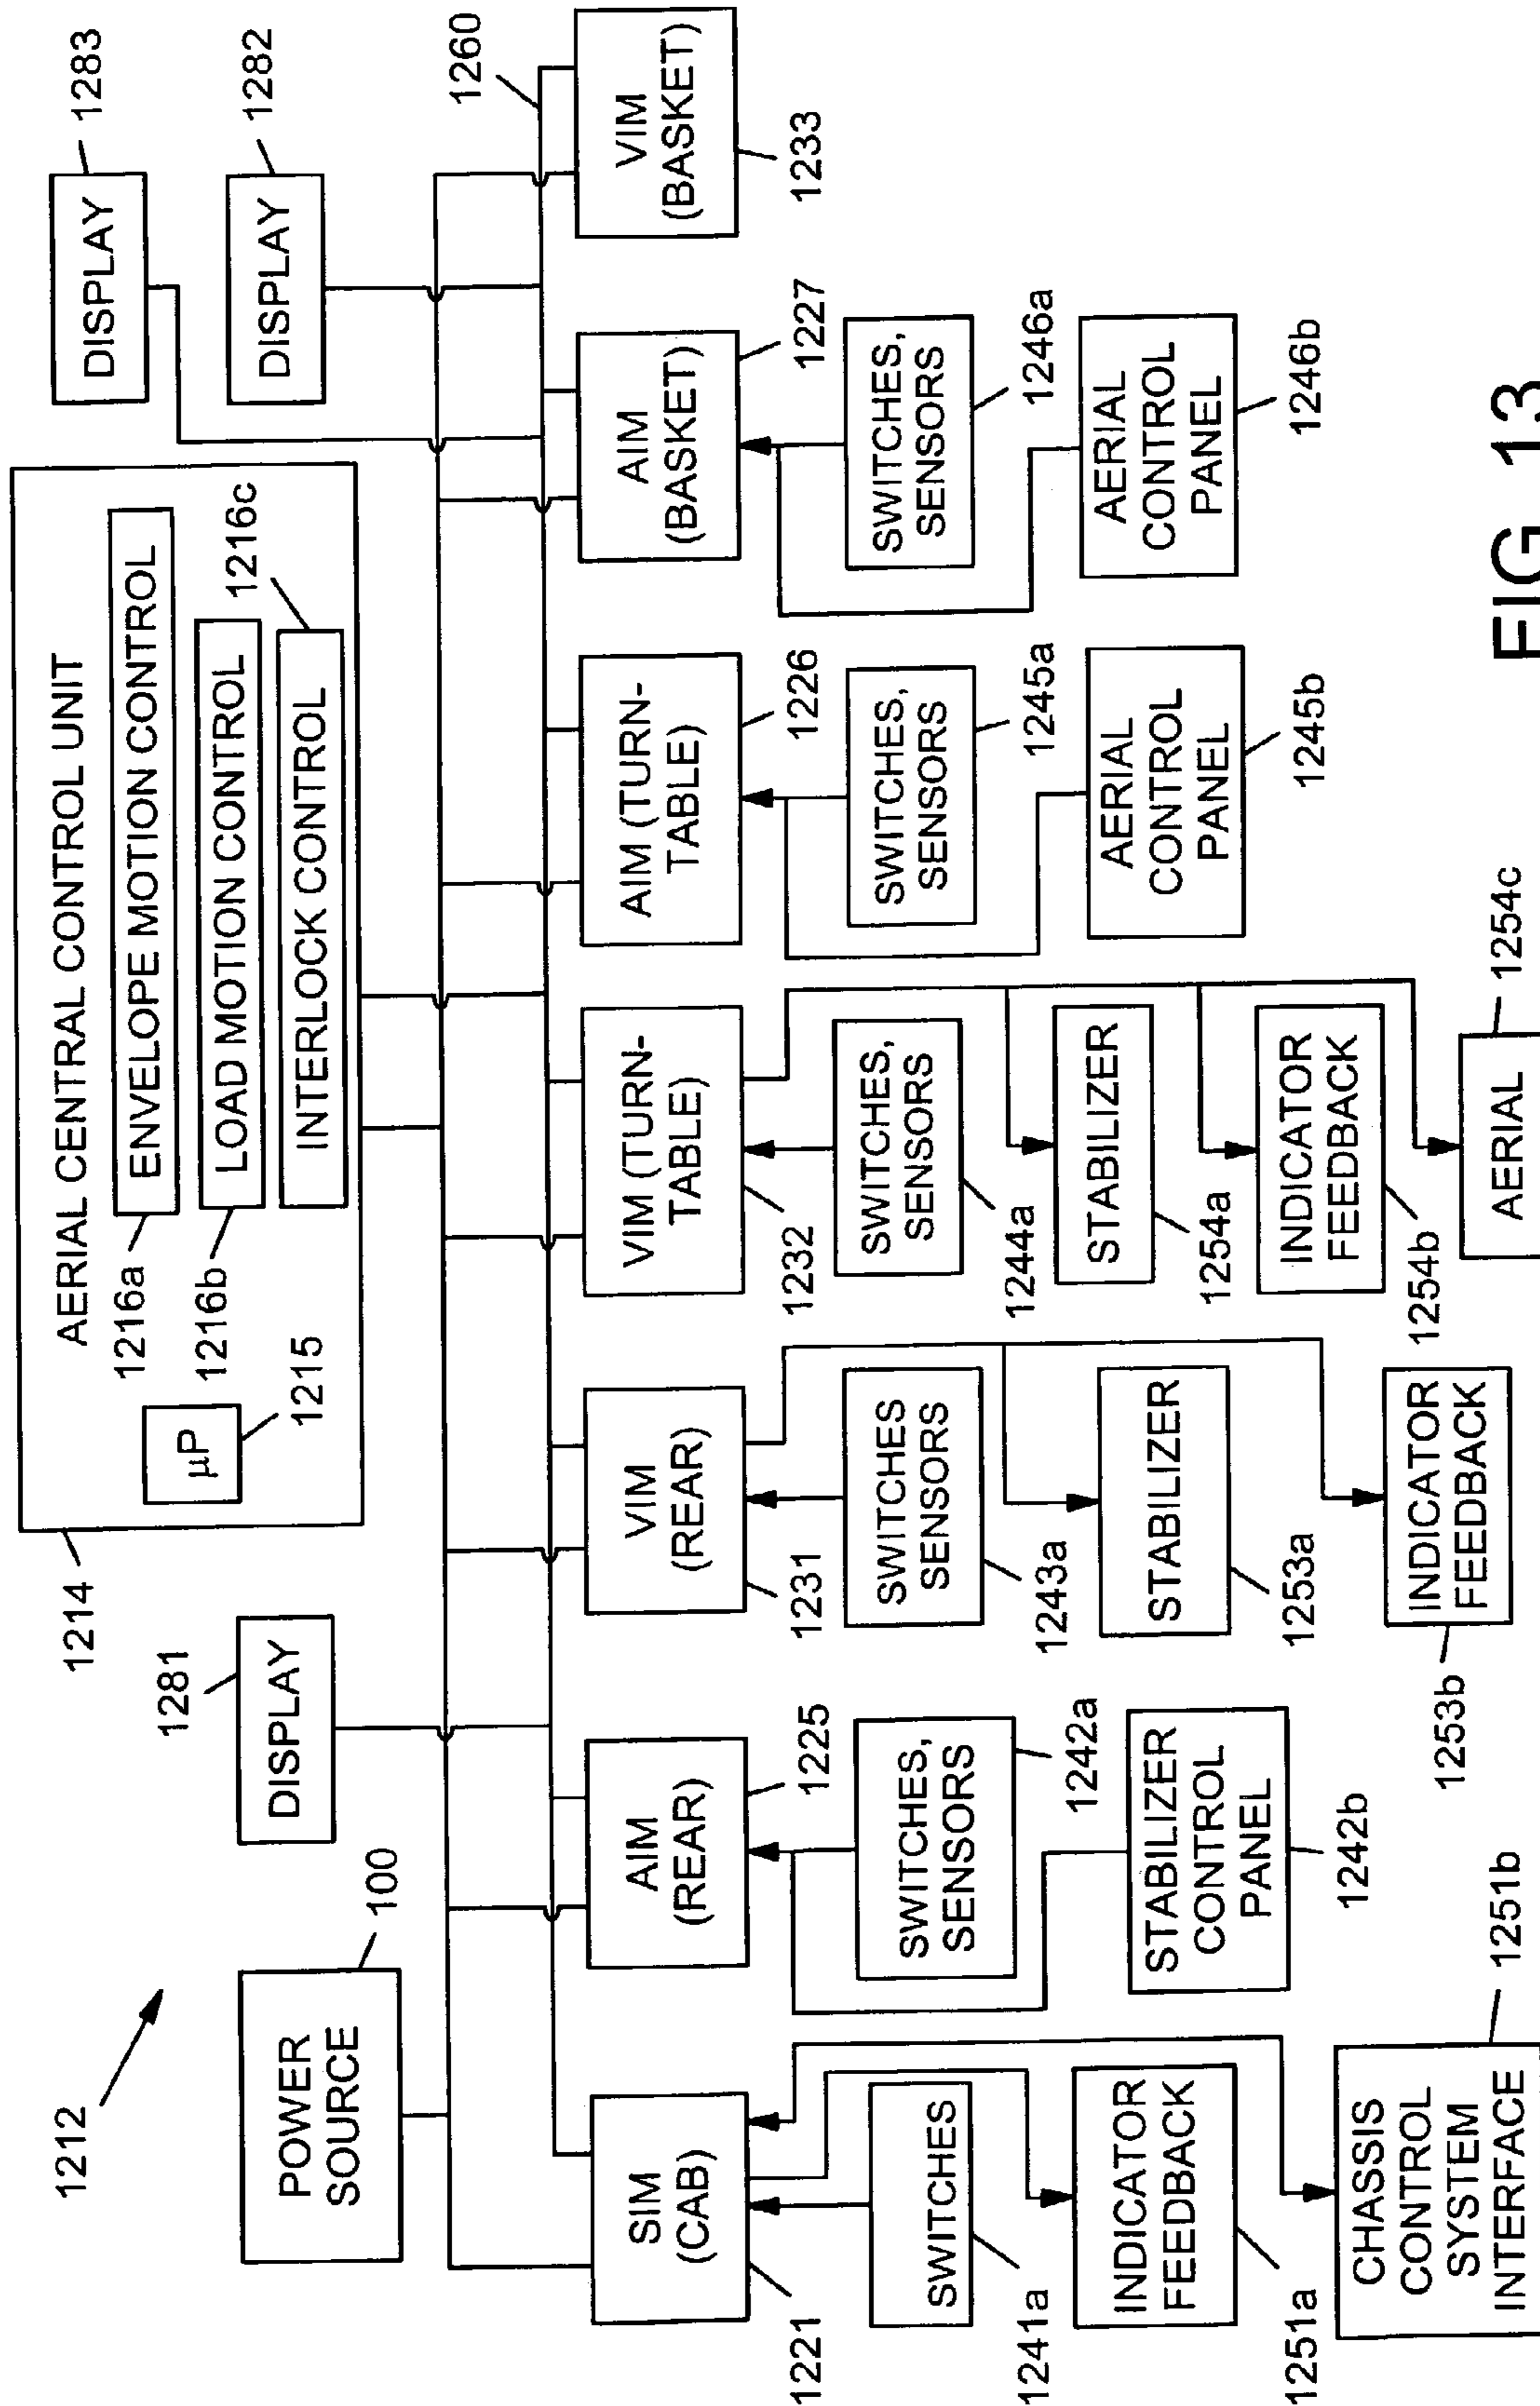 1212
POWER
SOURCE
100
DISPLAY
1281
1214
AERIAL CENTRAL CONTROL UNIT
µP
1215
1216a
ENVELOPE MOTION CONTROL
1216b
LOAD MOTION CONTROL
INTERLOCK CONTROL
1216c
DISPLAY
1283
DISPLAY
1282
1260
SIM
(CAB)
1221
SWITCHES
1241a
INDICATOR
FEEDBACK
1251a
CHASSIS
CONTROL
SYSTEM
INTERFACE
1251b
AIM
(REAR)
1225
SWITCHES,
SENSORS
1242a
STABILIZER
CONTROL
PANEL
1242b
VIM
(REAR)
1231
SWITCHES
SENSORS
1243a
STABILIZER
1253a
INDICATOR
FEEDBACK
1253b
VIM (TURN-
TABLE)
1232
SWITCHES,
SENSORS
1244a
STABILIZER
1254a
INDICATOR
FEEDBACK
1254b
AERIAL
1254c
AIM (TURN-
TABLE)
1226
SWITCHES,
SENSORS
1245a
AERIAL
CONTROL
PANEL
1245b
AIM
(BASKET)
1227
SWITCHES,
SENSORS
1246a
AERIAL
CONTROL
PANEL
1246b
VIM
(BASKET)
1233
FIG. 13